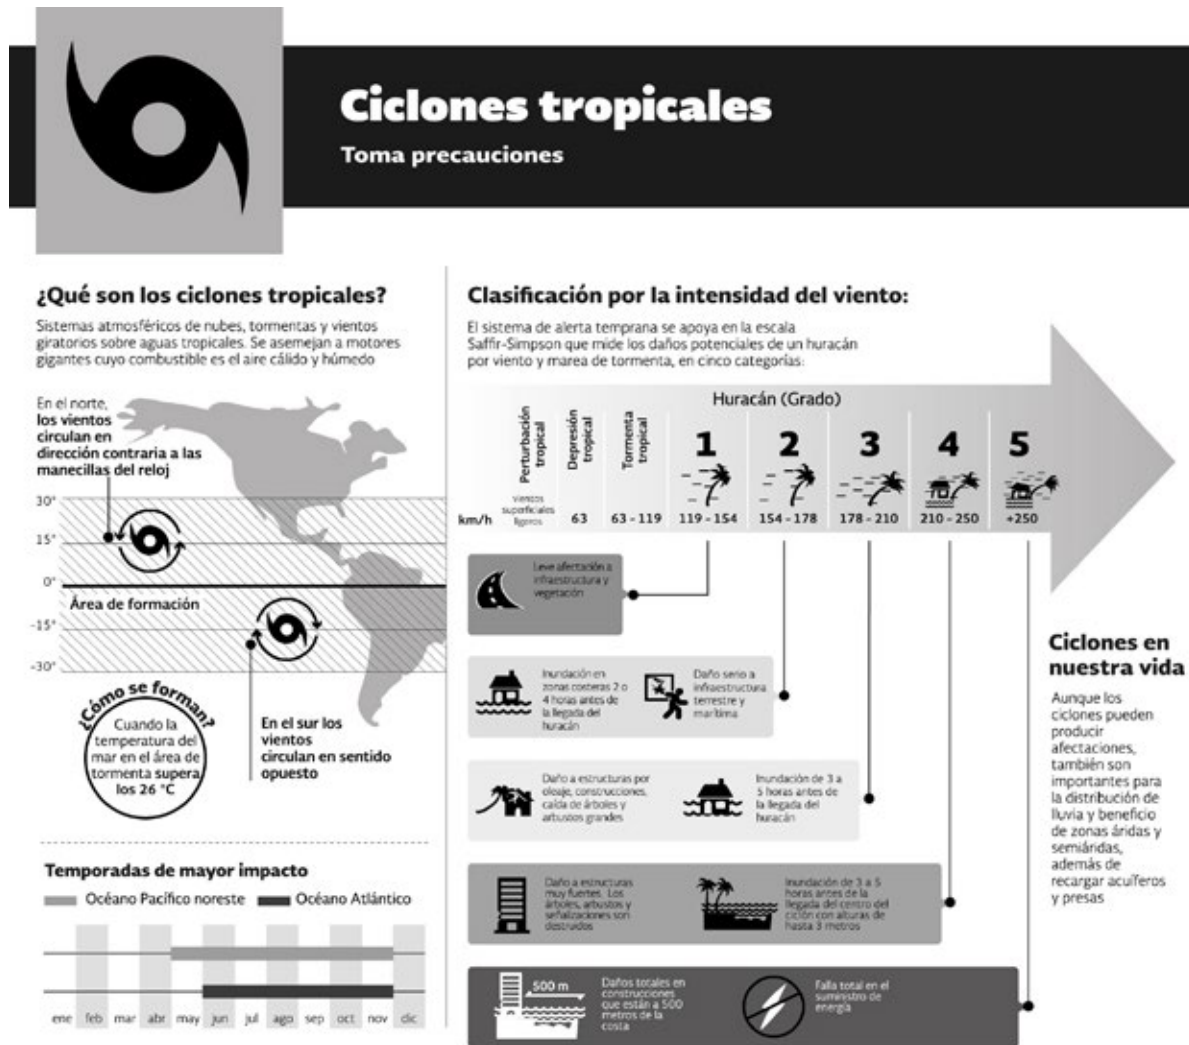 Ciclones tropicales
Toma precauciones
¿Qué son los ciclones tropicales?
Sistemas atmosféricos de nubes, tormentas y vientos
giratorios sobre aguas tropicales. Se asemejan a motores
gigantes cuyo combustible es el aire cálido y húmedo
En el norte,
los vientos
circulan en
dirección contraria a las
manecillas del reloj
30°
15°
0°
Área de formación
-15°
-30°
¿Cómo se forman?
Cuando la
temperatura del
mar en el área de
tormenta supera
los 26 °C
En el sur los
vientos
circulan en sentido
opuesto
Temporadas de mayor impacto
Océano Pacífico noreste
Océano Atlántico
ene feb mar abr may jun jul ago sep oct nov dic
Clasificación por la intensidad del viento:
El sistema de alerta temprana se apoya en la escala
Saffir-Simpson que mide los daños potenciales de un huracán
por viento y marea de tormenta, en cinco categorías:
Huracán (Grado)
Perturbación
tropical
Depresión
tropical
Tormenta
tropical
1 2 3 4 5
vientos
superficiales
ligeros
km/h 63 63 - 119 119 - 154 154 - 178 178 - 210 210 - 250 +250
Leve afectación a
infraestructura y
vegetación
Inundación en
zonas costeras 2 o
4 horas antes de
la llegada del
huracán
Daño serio a
infraestructura
terrestre y
marítima
Daño a estructuras por
oleaje, construcciones,
caída de árboles y
arbustos grandes
Inundación de 3 a
5 horas antes de
la llegada del
huracán
Daño a estructuras
muy fuertes. Los
árboles, arbustos y
señalizaciones son
destruidos
Inundación de 3 a 5
horas antes de la
llegada del centro del
ciclón con alturas de
hasta 3 metros
500 m
Daños totales en
construcciones
que están a 500
metros de la
costa
Falla total en el
suministro de
energía
Ciclones en
nuestra vida
Aunque los
ciclones pueden
producir
afectaciones,
también son
importantes para
la distribución de
lluvia y beneficio
de zonas áridas y
semiáridas,
además de
recargar acuíferos
y presas